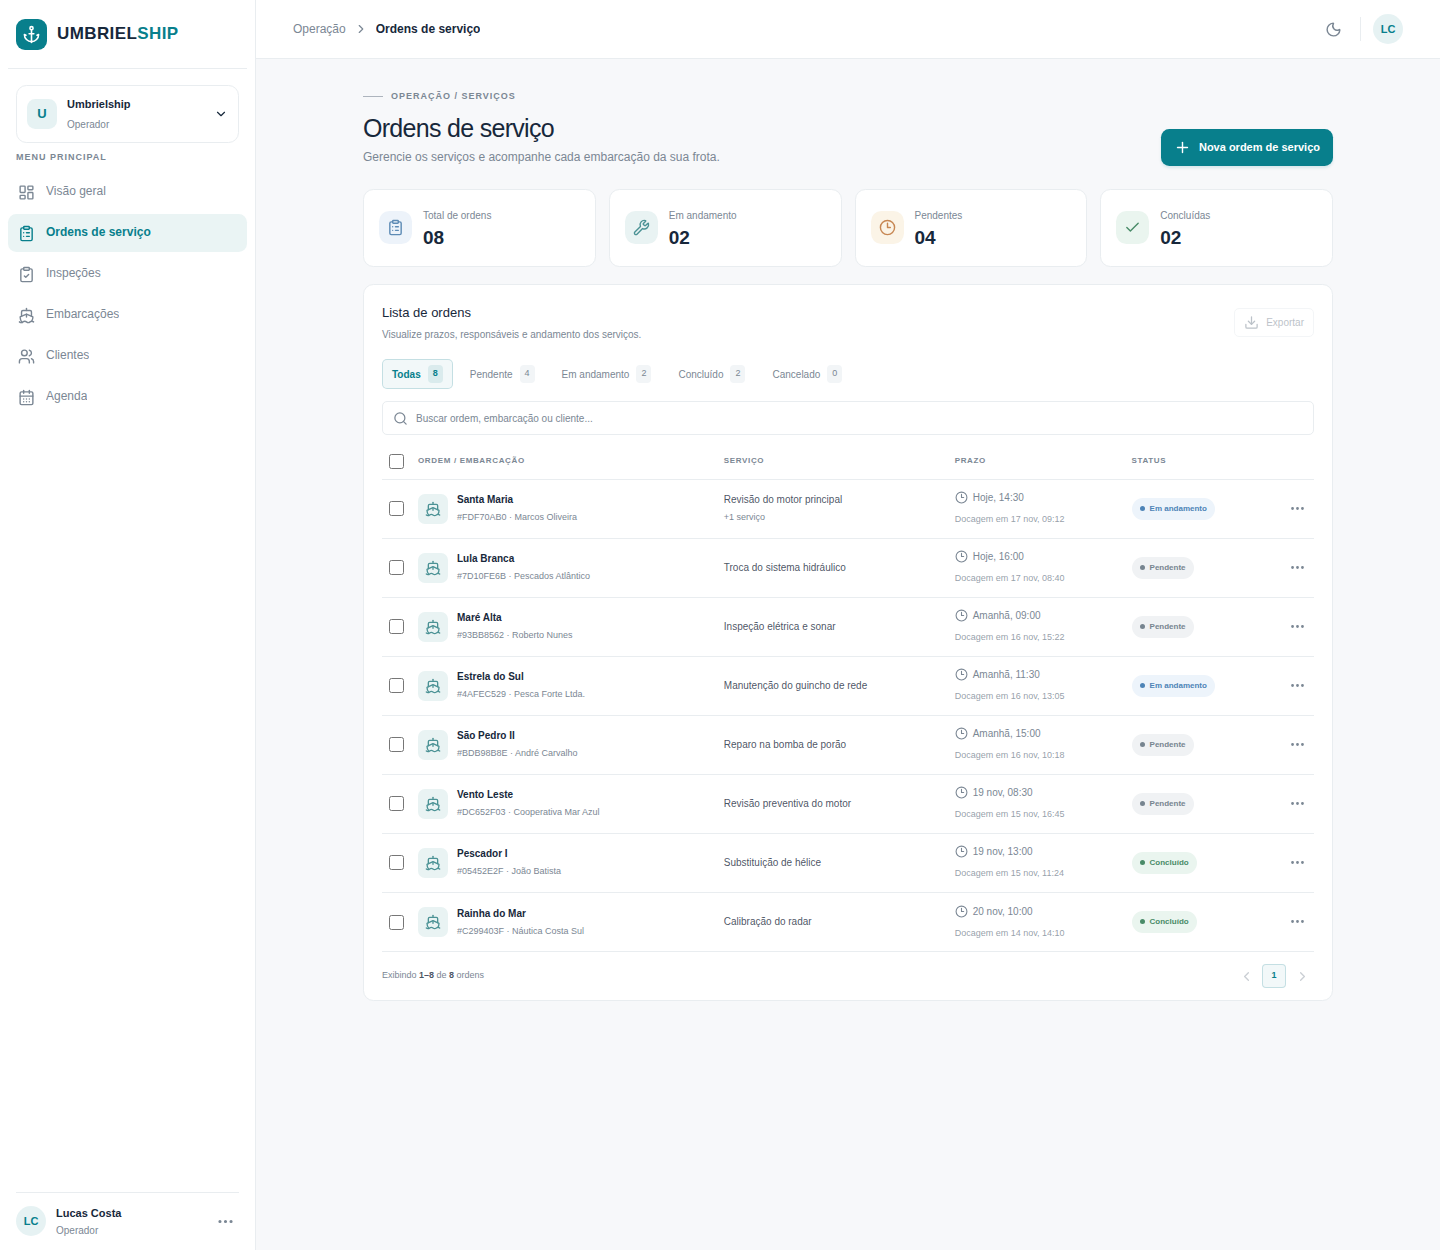 UMBRIELSHIP
U
Umbrielship
Operador
MENU PRINCIPAL
Visão geral
Ordens de serviço
Inspeções
Embarcações
Clientes
Agenda
LC
Lucas Costa
Operador
Operação
Ordens de serviço
LC
OPERAÇÃO / SERVIÇOS
Ordens de serviço
Gerencie os serviços e acompanhe cada embarcação da sua frota.
Nova ordem de serviço
Total de ordens
08
Em andamento
02
Pendentes
04
Concluídas
02
Lista de ordens
Visualize prazos, responsáveis e andamento dos serviços.
Exportar
Todas 8 Pendente 4 Em andamento 2 Concluído 2 Cancelado 0
Buscar ordem, embarcação ou cliente...
ORDEM / EMBARCAÇÃO SERVIÇO PRAZO STATUS
Santa Maria
#FDF70AB0 · Marcos Oliveira
Revisão do motor principal
+1 serviço
Hoje, 14:30
Docagem em 17 nov, 09:12
Em andamento
Lula Branca
#7D10FE6B · Pescados Atlântico
Troca do sistema hidráulico
Hoje, 16:00
Docagem em 17 nov, 08:40
Pendente
Maré Alta
#93BB8562 · Roberto Nunes
Inspeção elétrica e sonar
Amanhã, 09:00
Docagem em 16 nov, 15:22
Pendente
Estrela do Sul
#4AFEC529 · Pesca Forte Ltda.
Manutenção do guincho de rede
Amanhã, 11:30
Docagem em 16 nov, 13:05
Em andamento
São Pedro II
#BDB98B8E · André Carvalho
Reparo na bomba de porão
Amanhã, 15:00
Docagem em 16 nov, 10:18
Pendente
Vento Leste
#DC652F03 · Cooperativa Mar Azul
Revisão preventiva do motor
19 nov, 08:30
Docagem em 15 nov, 16:45
Pendente
Pescador I
#05452E2F · João Batista
Substituição de hélice
19 nov, 13:00
Docagem em 15 nov, 11:24
Concluído
Rainha do Mar
#C299403F · Náutica Costa Sul
Calibração do radar
20 nov, 10:00
Docagem em 14 nov, 14:10
Concluído
Exibindo 1–8 de 8 ordens
1